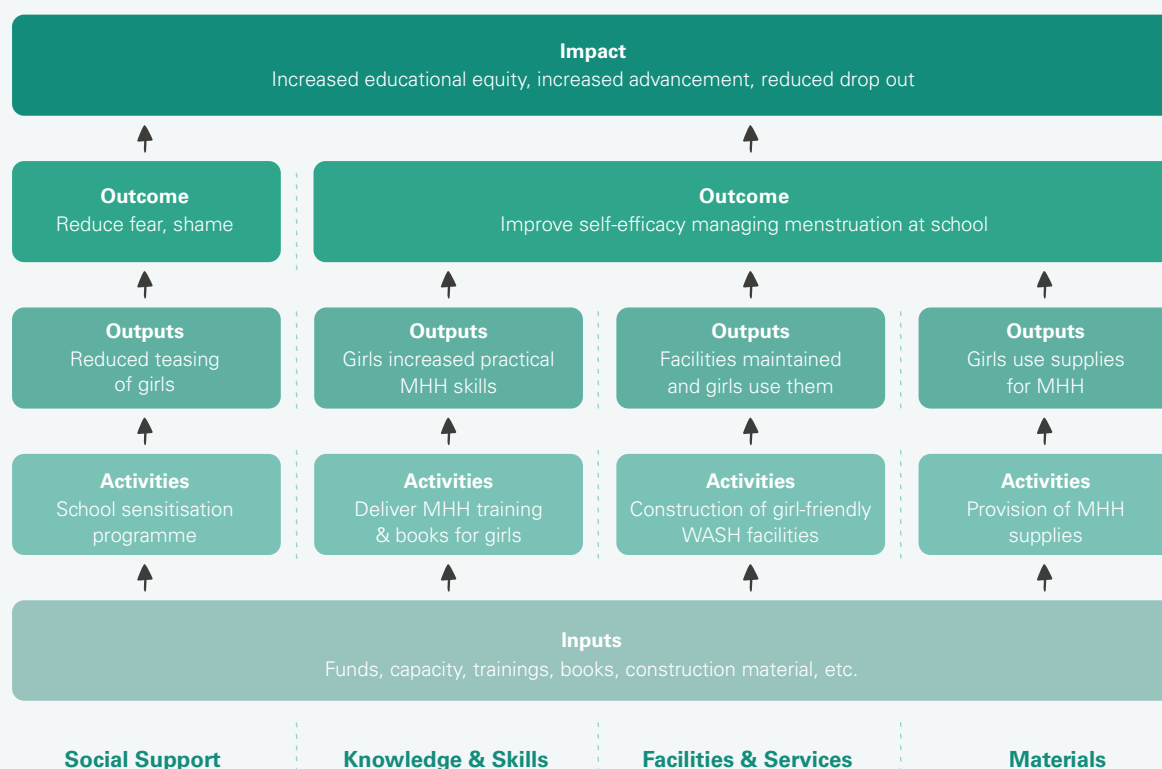 Impact
Increased educational equity, increased advancement, reduced drop out
Outcome
Reduce fear, shame
Outcome
Improve self-efficacy managing menstruation at school
Outputs
Reduced teasing
of girls
Outputs
Girls increased practical
MHH skills
Outputs
Facilities maintained
and girls use them
Outputs
Girls use supplies
for MHH
Activities
School sensitisation
programme
Activities
Deliver MHH training
& books for girls
Activities
Construction of girl-friendly
WASH facilities
Activities
Provision of MHH
supplies
Inputs
Funds, capacity, trainings, books, construction material, etc.
Social Support
Knowledge & Skills
Facilities & Services
Materials